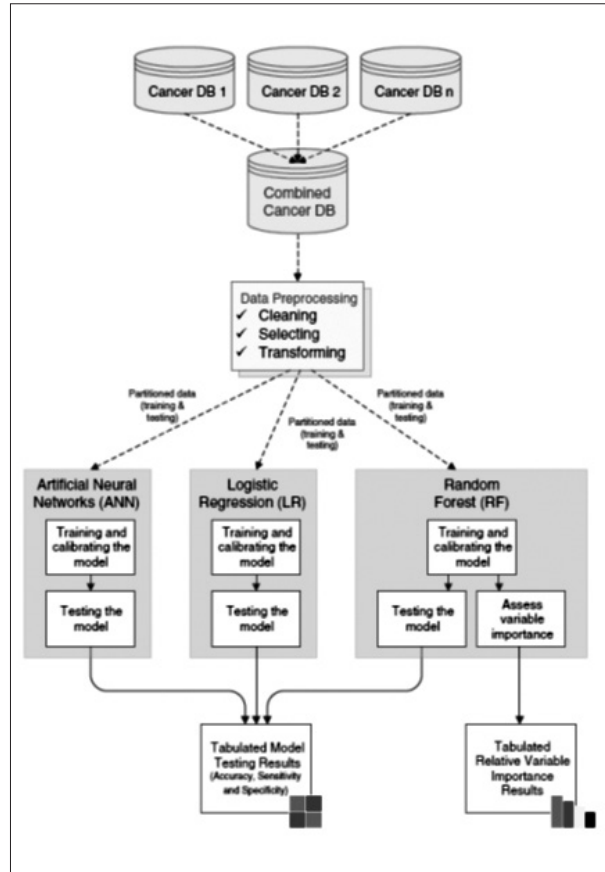 Cancer DB 1
Cancer DB 2
Cancer DB n
Combined
Cancer DB
Data Preprocessing
✓ Cleaning
✓ Selecting
✓ Transforming
Partitioned data
(training &
testing)
Partitioned data
(training &
testing)
Partitioned data
(training &
testing)
Artificial Neural
Networks (ANN)
Training and
calibrating the
model
Testing the
model
Logistic
Regression (LR)
Training and
calibrating the
model
Testing the
model
Random
Forest (RF)
Training and
calibrating the
model
Testing the
model
Assess
variable
importance
Tabulated Model
Testing Results
(Accuracy, Sensitivity
and Specificity)
Tabulated
Relative Variable
Importance
Results